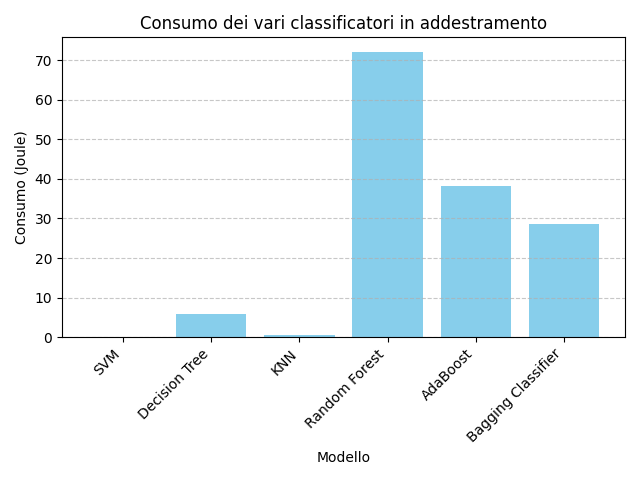 Consumo dei vari classificatori in addestramento
Consumo (Joule)
70
60
50
40
30
20
10
0
SVM
Decision Tree
KNN
Random Forest
AdaBoost
Bagging Classifier
Modello